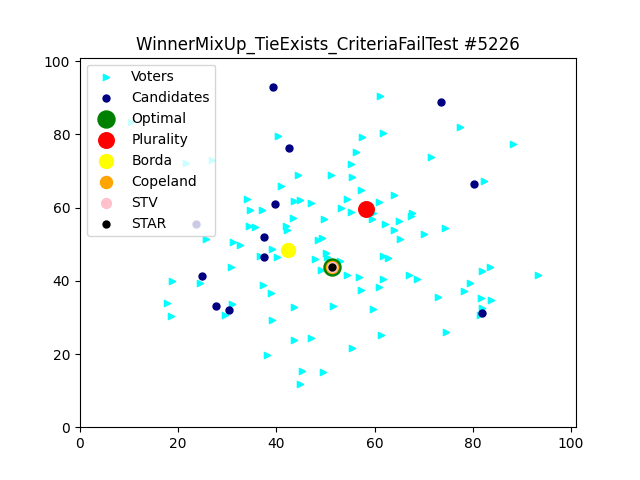 WinnerMixUp_TieExists_CriteriaFailTest #5226
100
80
60
40
20
0
Voters
Candidates
Optimal
Plurality
Borda
Copeland
STV
STAR
0 20 40 60 80 100